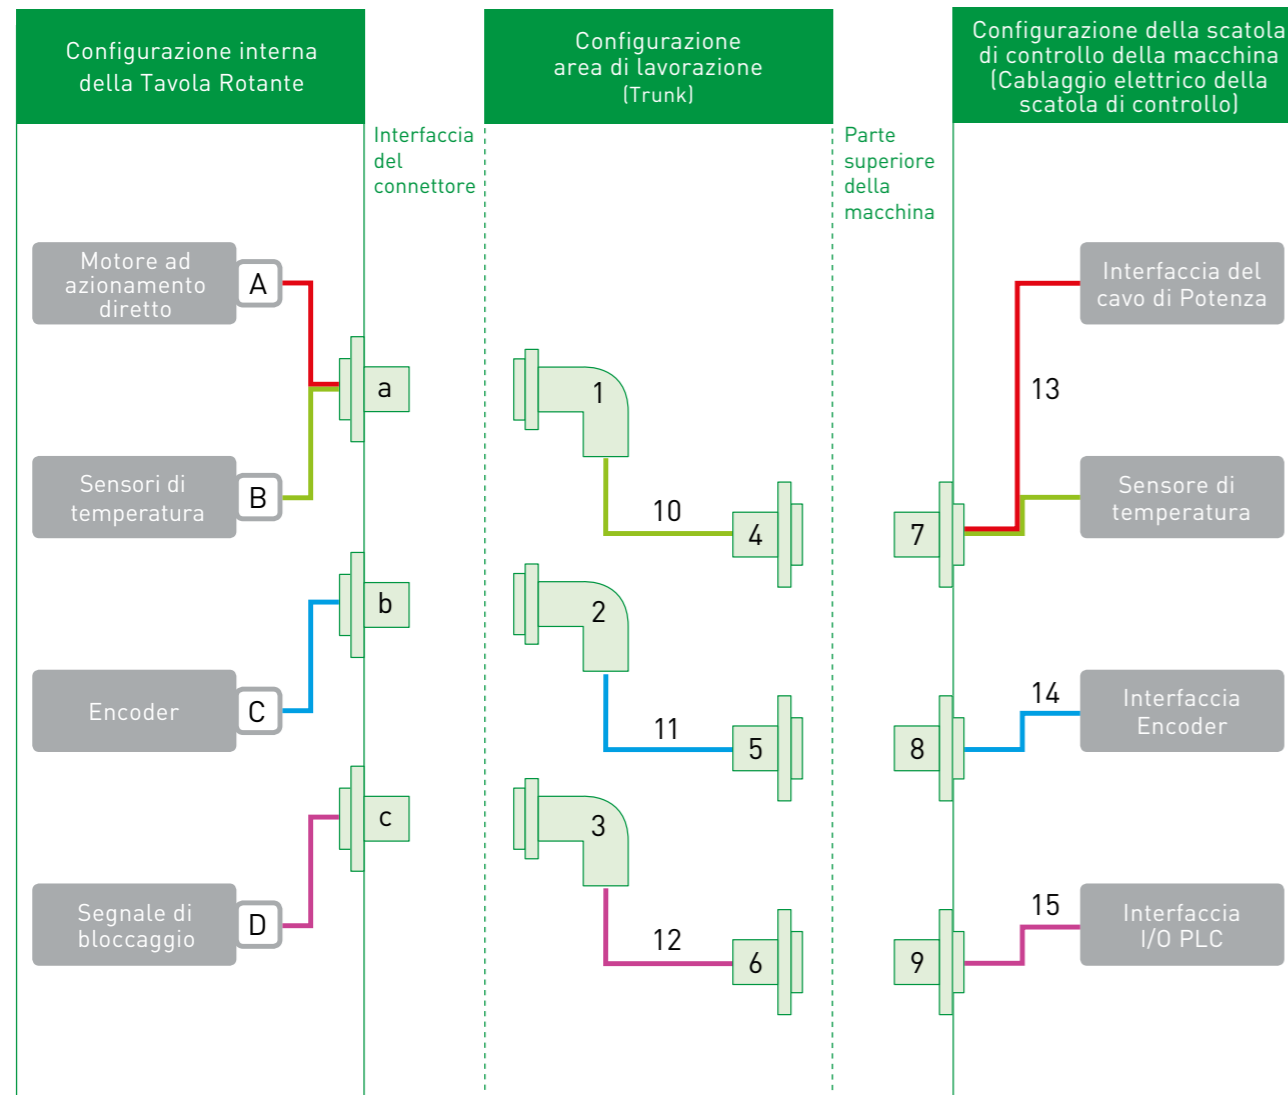 Configurazione interna
della Tavola Rotante
Configurazione
area di lavorazione
(Trunk)
Configurazione della scatola
di controllo della macchina
(Cablaggio elettrico della
scatola di controllo)
Interfaccia
del
connettore
Parte
superiore
della
macchina
Motore ad
azionamento
diretto
A
a
Sensori di
temperatura
B
b
Encoder
C
c
Segnale di
bloccaggio
D
1
10
4
2
11
5
3
12
6
Interfaccia del
cavo di Potenza
13
Sensore di
temperatura
7
14
Interfaccia
Encoder
8
15
Interfaccia
I/O PLC
9